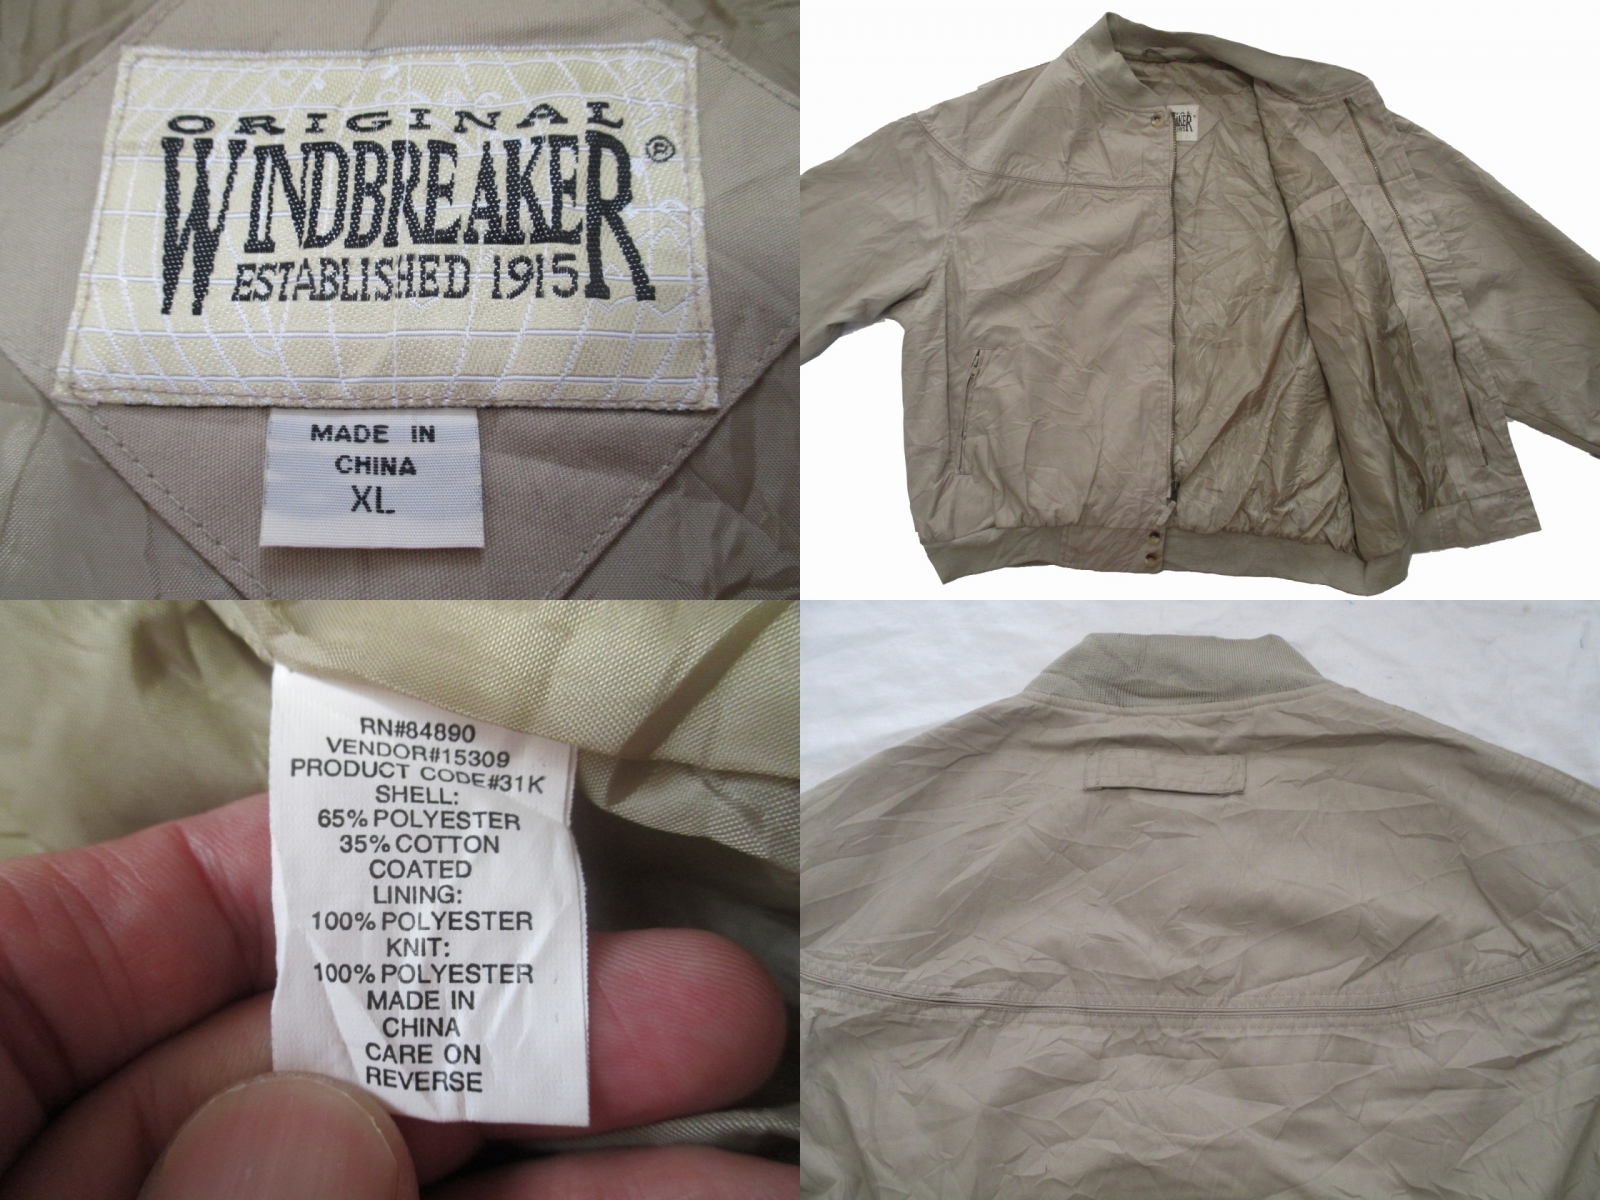 ORIGINAL
WINDBREAKER®
ESTABLISHED 1915
MADE IN
CHINA
XL
RN#84890
VENDOR#15309
PRODUCT CODE#31K
SHELL:
65% POLYESTER
35% COTTON
COATED
LINING:
100% POLYESTER
KNIT:
100% POLYESTER
MADE IN
CHINA
CARE ON
REVERSE